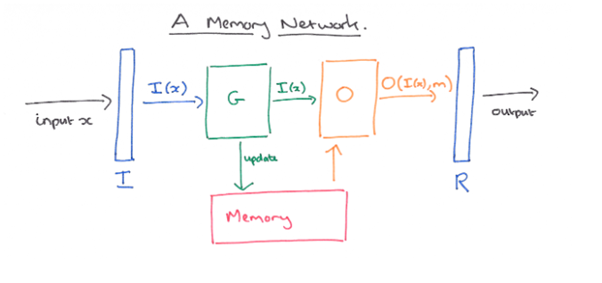 A Memory Network.
input x
I
I(x)
G
I(x)
O
O(I(x), m)
R
output
update
Memory